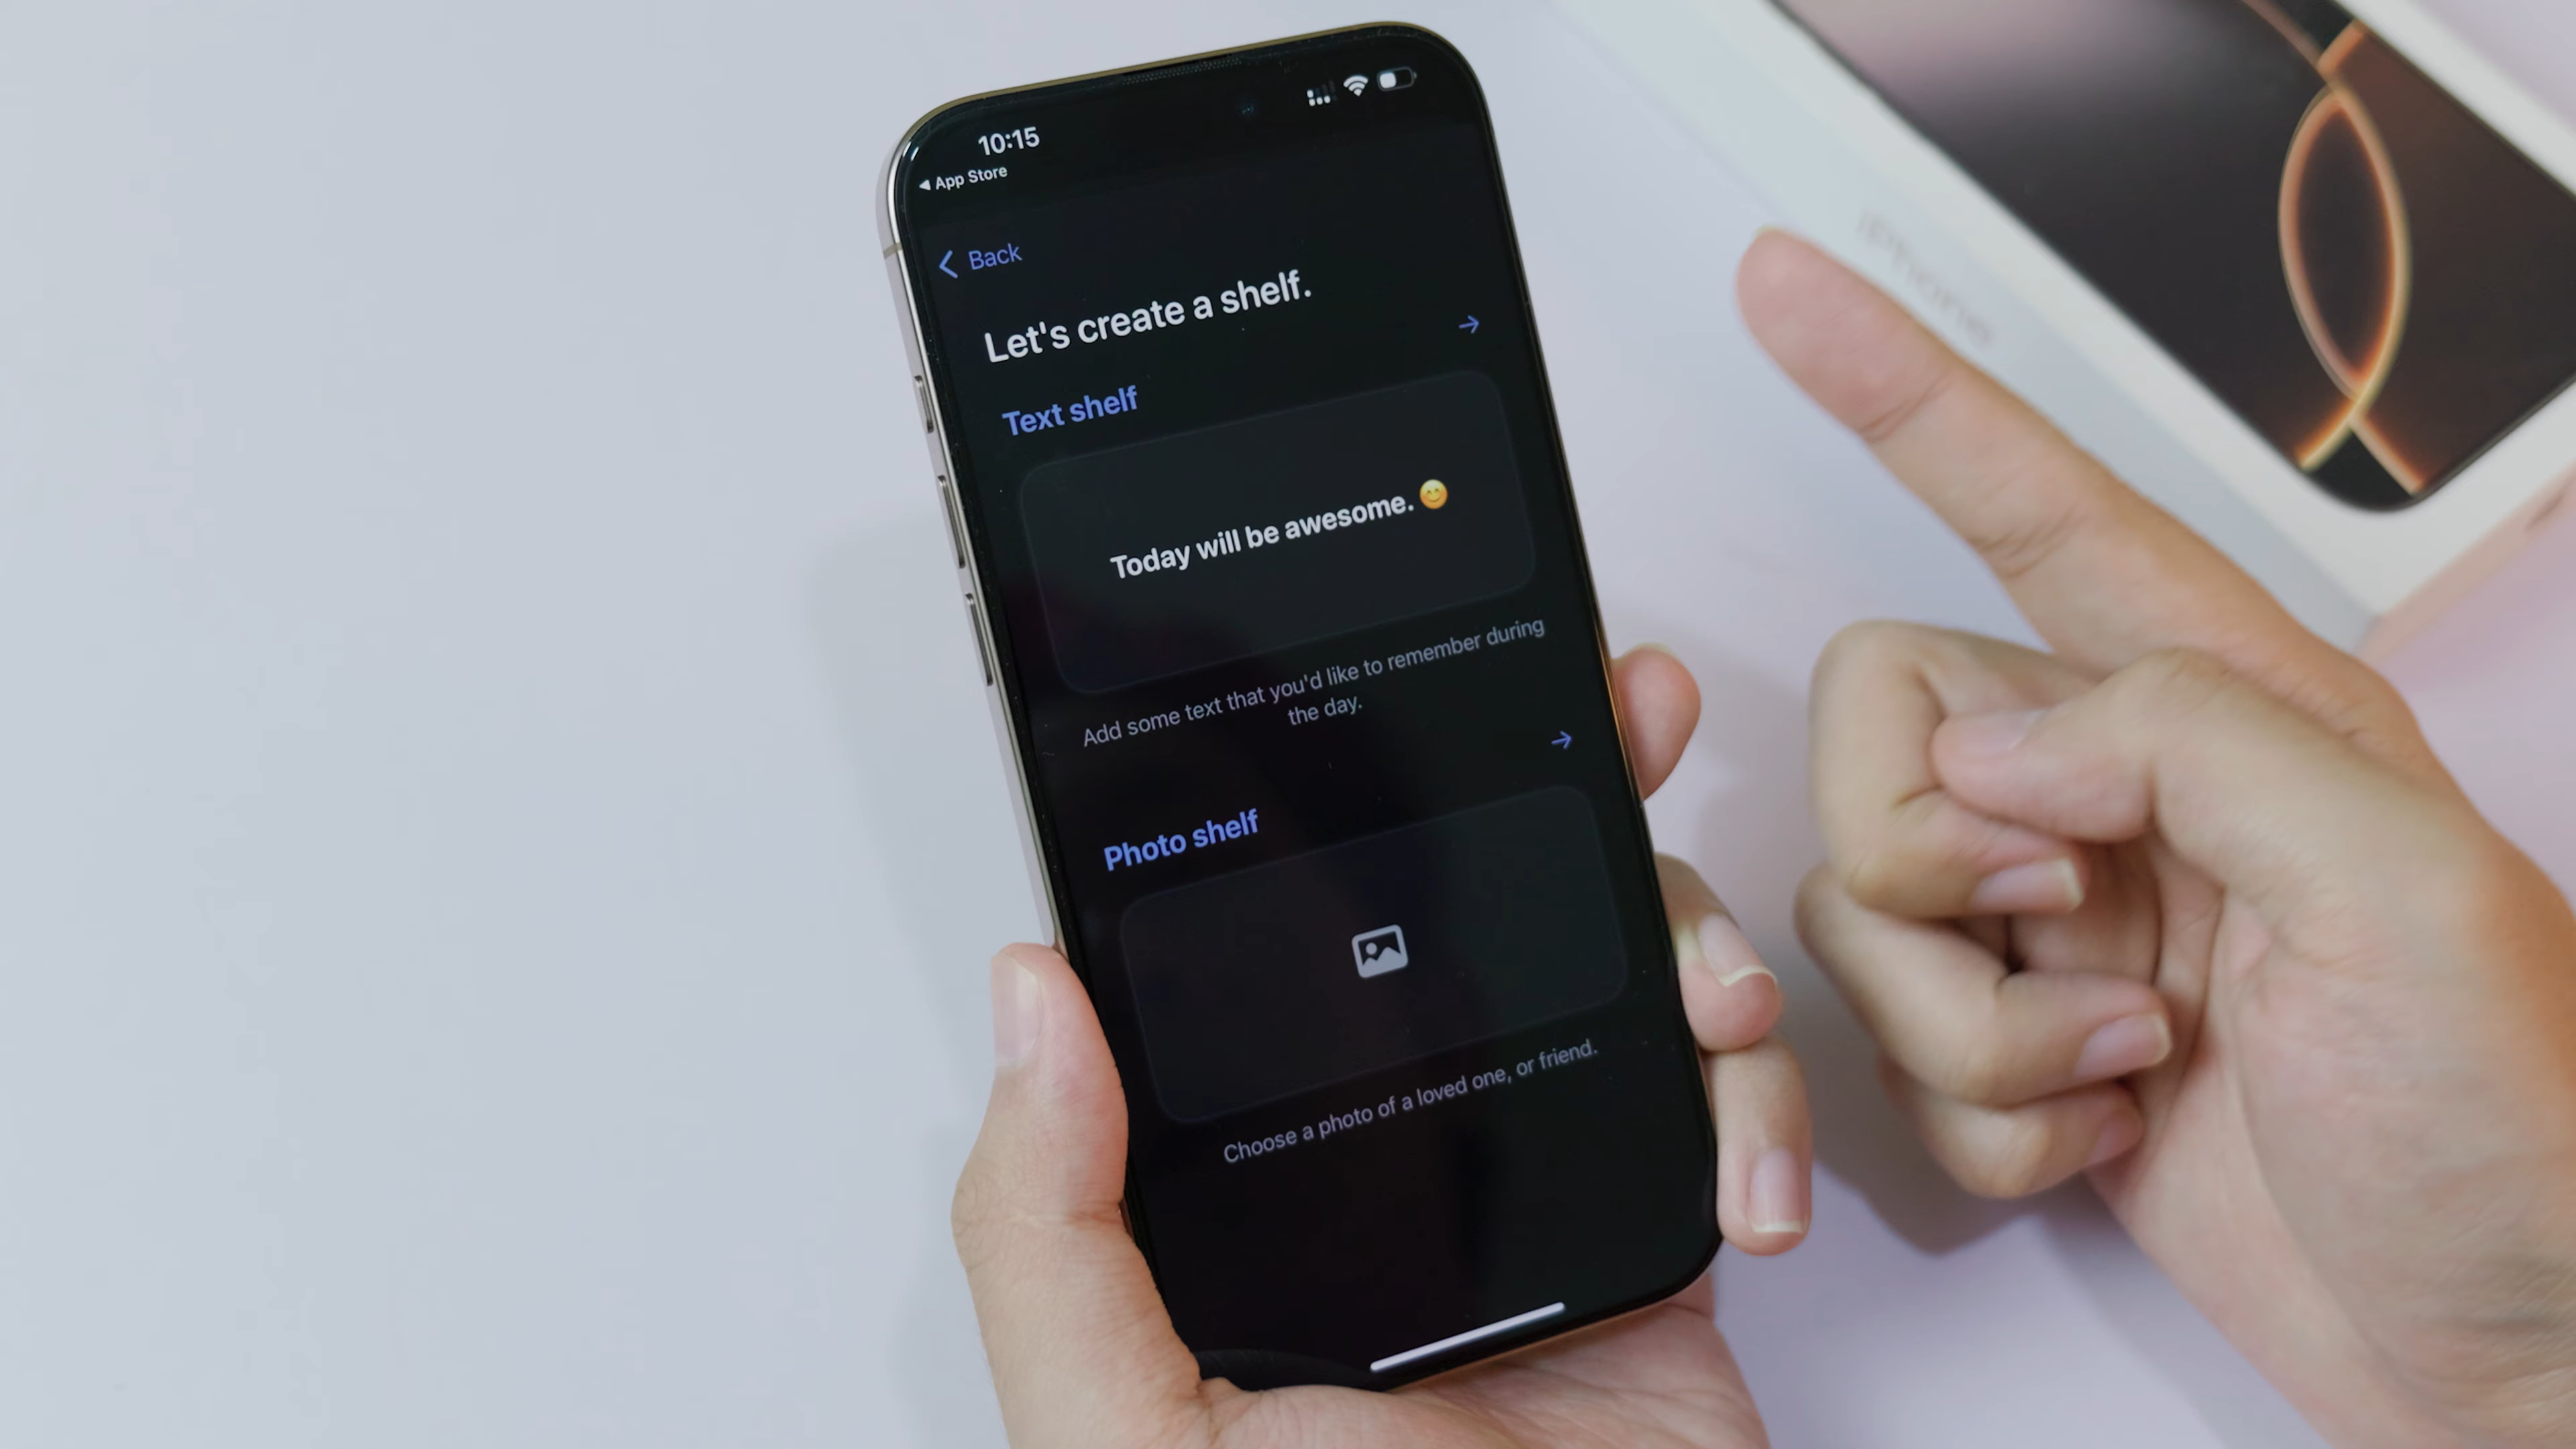 10:15
App Store
Back
Let's create a shelf.
Text shelf
Today will be awesome. 😊
Add some text that you'd like to remember during
the day.
Photo shelf
Choose a photo of a loved one, or friend.
iPhone